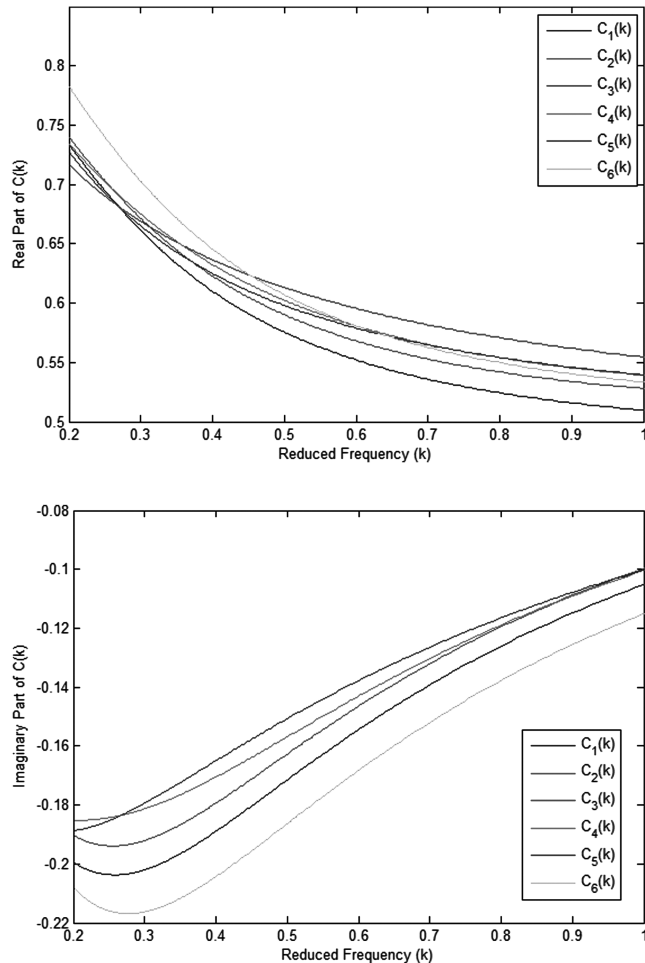 0.8
0.75
0.7
0.65
0.6
0.55
0.5
Real Part of C(k)
0.2 0.3 0.4 0.5 0.6 0.7 0.8 0.9 1
Reduced Frequency (k)
C1(k)
C2(k)
C3(k)
C4(k)
C5(k)
C6(k)
-0.08
-0.1
-0.12
-0.14
-0.16
-0.18
-0.2
-0.22
Imaginary Part of C(k)
0.2 0.3 0.4 0.5 0.6 0.7 0.8 0.9 1
Reduced Frequency (k)
C1(k)
C2(k)
C3(k)
C4(k)
C5(k)
C6(k)